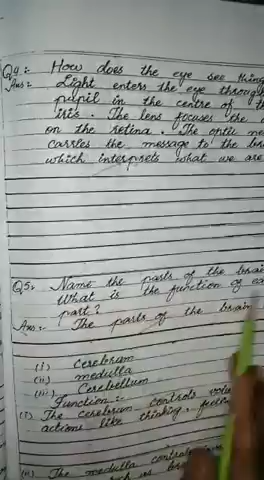 Q4: How does the eye see thing
Ans: Light enters the eye through
pupil in the centre of t
iris. The lens focuses the
on the retina. The optic ne
carries the message to the bra
which interprets what we are
Q5: Name the parts of the brain
What is the function of ea
part?
Ans:- The parts of the brain
(i) Cerebrum
(ii) medulla
(iii) Cerebellum
Function:-
(i) The cerebrum controls
actions like thinking,
(ii) The medulla controls